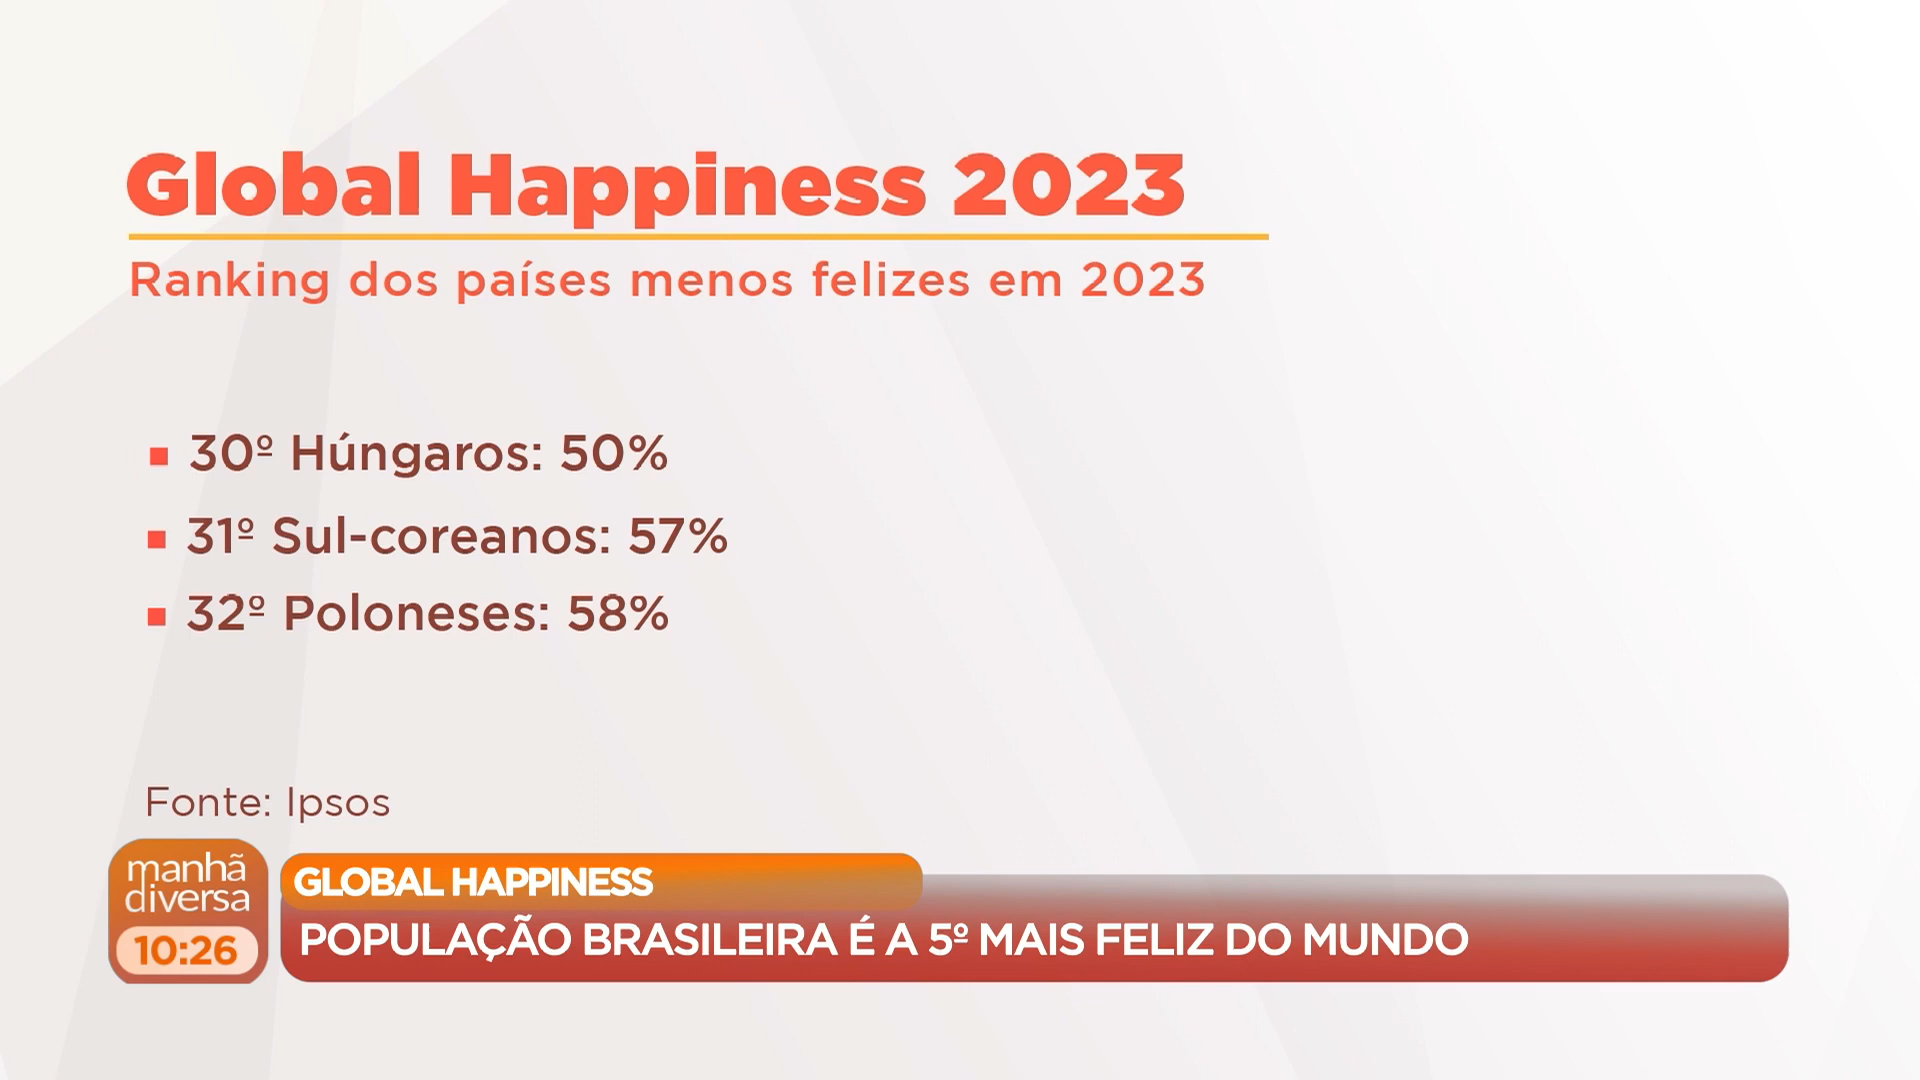 Global Happiness 2023
Ranking dos países menos felizes em 2023
30º Húngaros: 50%
31º Sul-coreanos: 57%
32º Poloneses: 58%
Fonte: Ipsos
manhã
diversa
10:26
GLOBAL HAPPINESS
POPULAÇÃO BRASILEIRA É A 5º MAIS FELIZ DO MUNDO